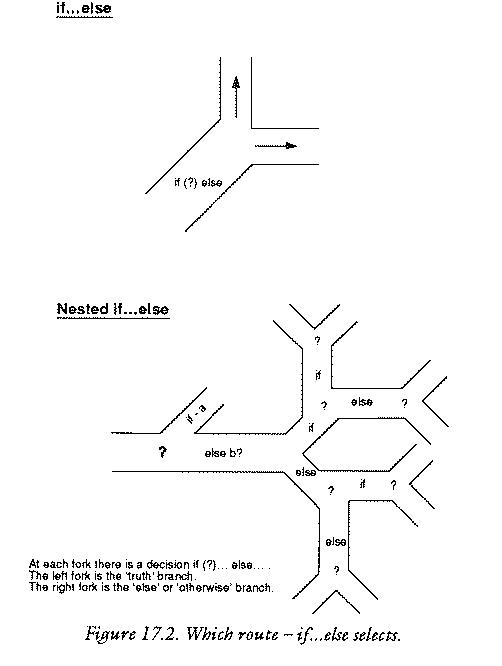 if...else
if (?) else
Nested if...else
?
if
if - a
?
else
?
if
?
else b?
else
?
if
?
else
?
At each fork there is a decision if (?)... else... .
The left fork is the 'truth' branch.
The right fork is the 'else' or 'otherwise' branch.
Figure 17.2. Which route – if...else selects.